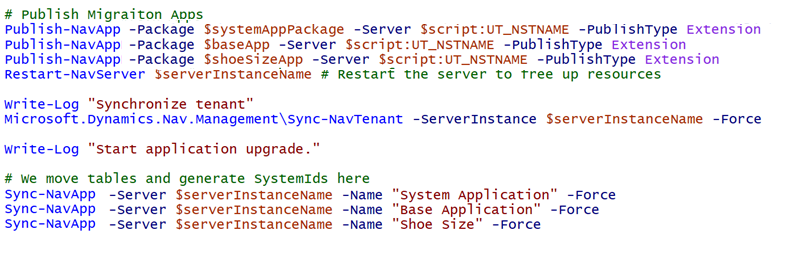 # Publish Migraiton Apps
Publish-NavApp -Package $systemAppPackage -Server $script:UT_NSTNAME -PublishType Extension
Publish-NavApp -Package $baseApp -Server $script:UT_NSTNAME -PublishType Extension
Publish-NavApp -Package $shoeSizeApp -Server $script:UT_NSTNAME -PublishType Extension
Restart-NavServer $serverInstanceName # Restart the server to free up resources
Write-Log "Synchronize tenant"
Microsoft.Dynamics.Nav.Management\Sync-NavTenant -ServerInstance $serverInstanceName -Force
Write-Log "Start application upgrade."
# We move tables and generate SystemIds here
Sync-NavApp -Server $serverInstanceName -Name "System Application" -Force
Sync-NavApp -Server $serverInstanceName -Name "Base Application" -Force
Sync-NavApp -Server $serverInstanceName -Name "Shoe Size" -Force